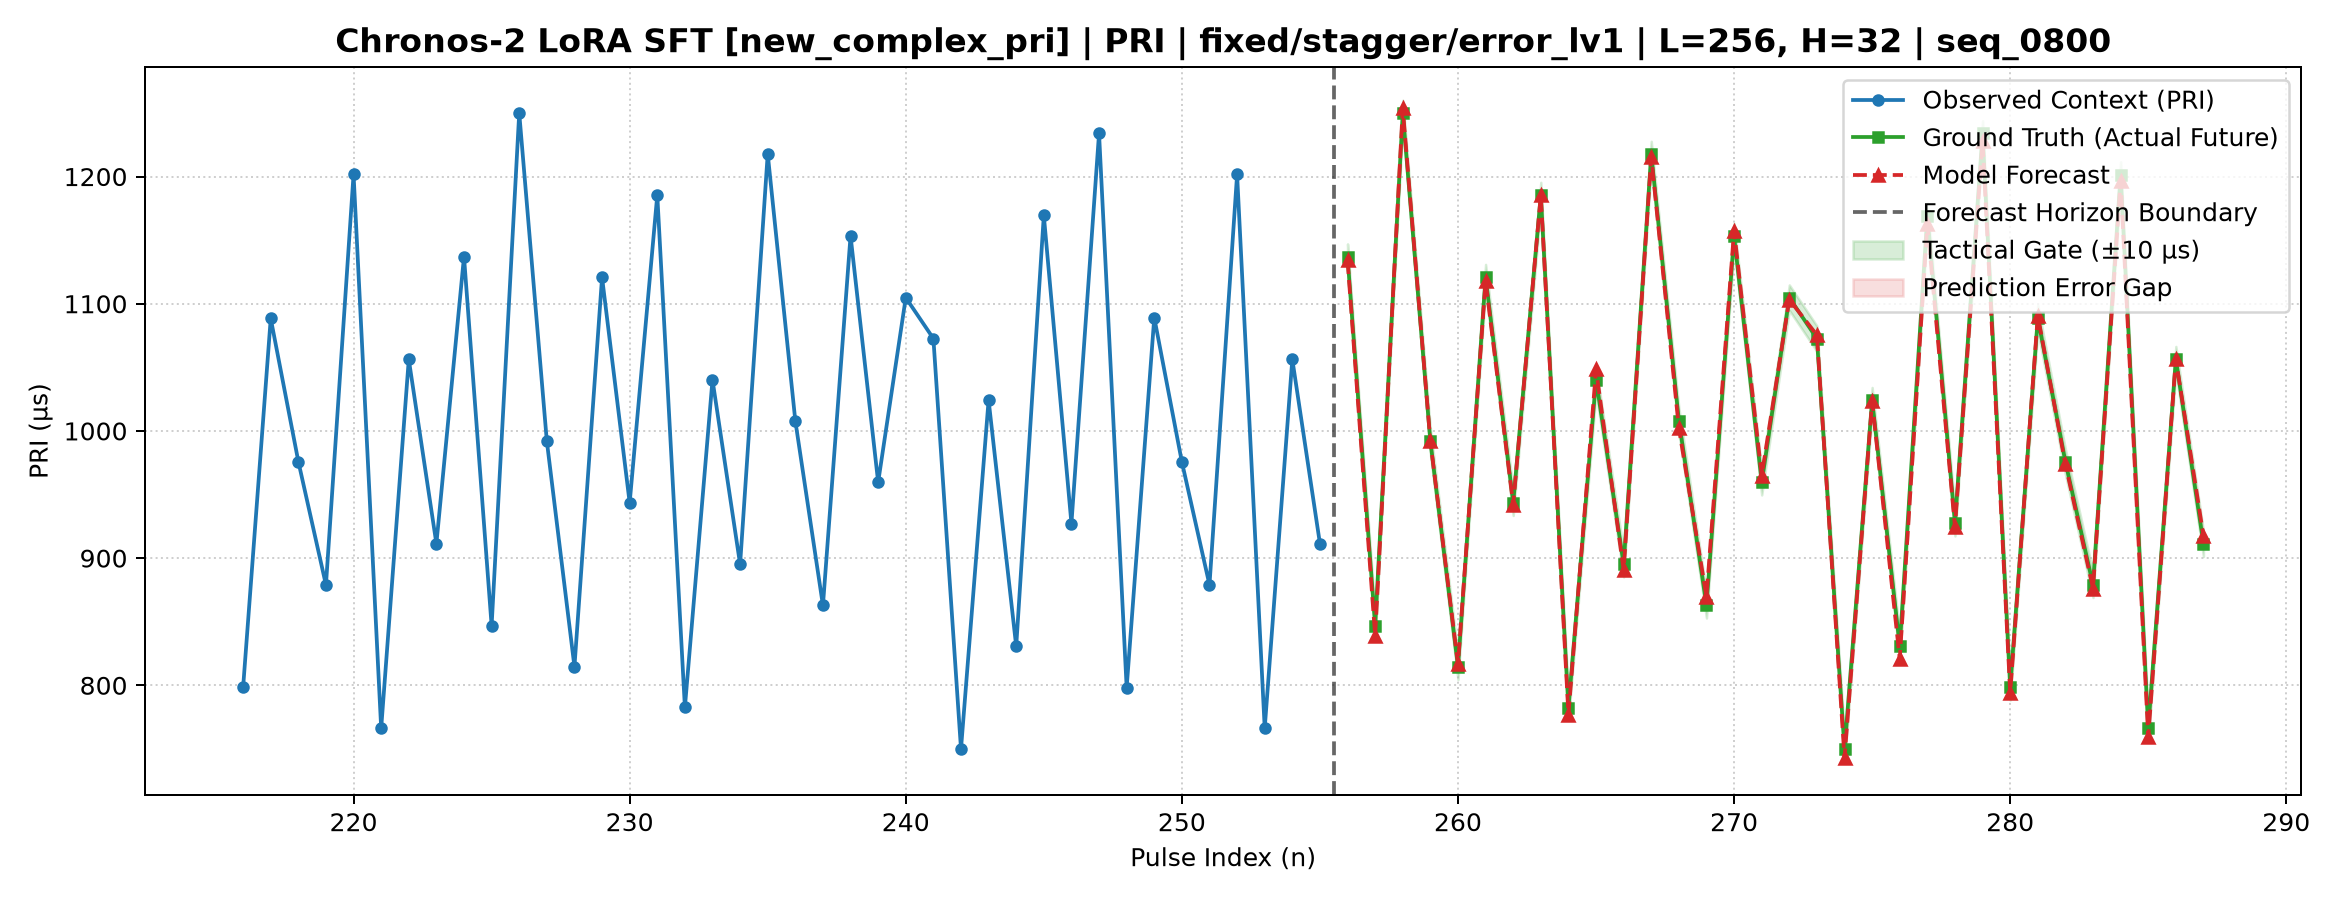 Chronos-2 LoRA SFT [new_complex_pri] | PRI | fixed/stagger/error_lv1 | L=256, H=32 | seq_0800
Observed Context (PRI)
Ground Truth (Actual Future)
Model Forecast
Forecast Horizon Boundary
Tactical Gate (±10 µs)
Prediction Error Gap
PRI (µs)
1200
1100
1000
900
800
220
230
240
250
260
270
280
290
Pulse Index (n)